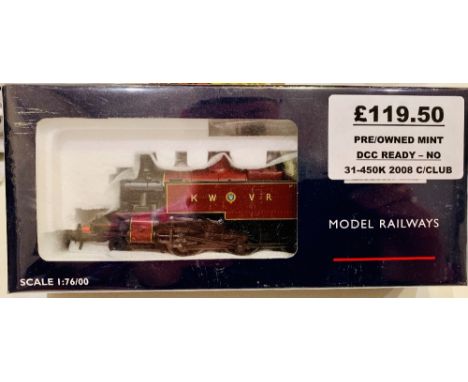 £119.50
PRE/OWNED MINT
DCC READY – NO
31-450K 2008 C/CLUB
K W V R
MODEL RAILWAYS
SCALE 1:76/00